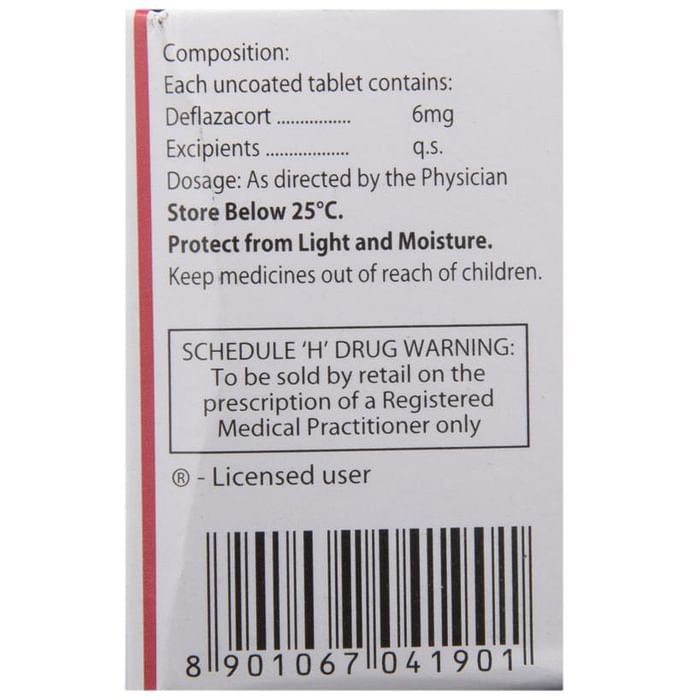 Composition:
Each uncoated tablet contains:
Deflazacort ................ 6mg
Excipients .................. q.s.
Dosage: As directed by the Physician
Store Below 25°C.
Protect from Light and Moisture.
Keep medicines out of reach of children.
SCHEDULE 'H' DRUG WARNING:
To be sold by retail on the
prescription of a Registered
Medical Practitioner only
® - Licensed user
8 901067 041901